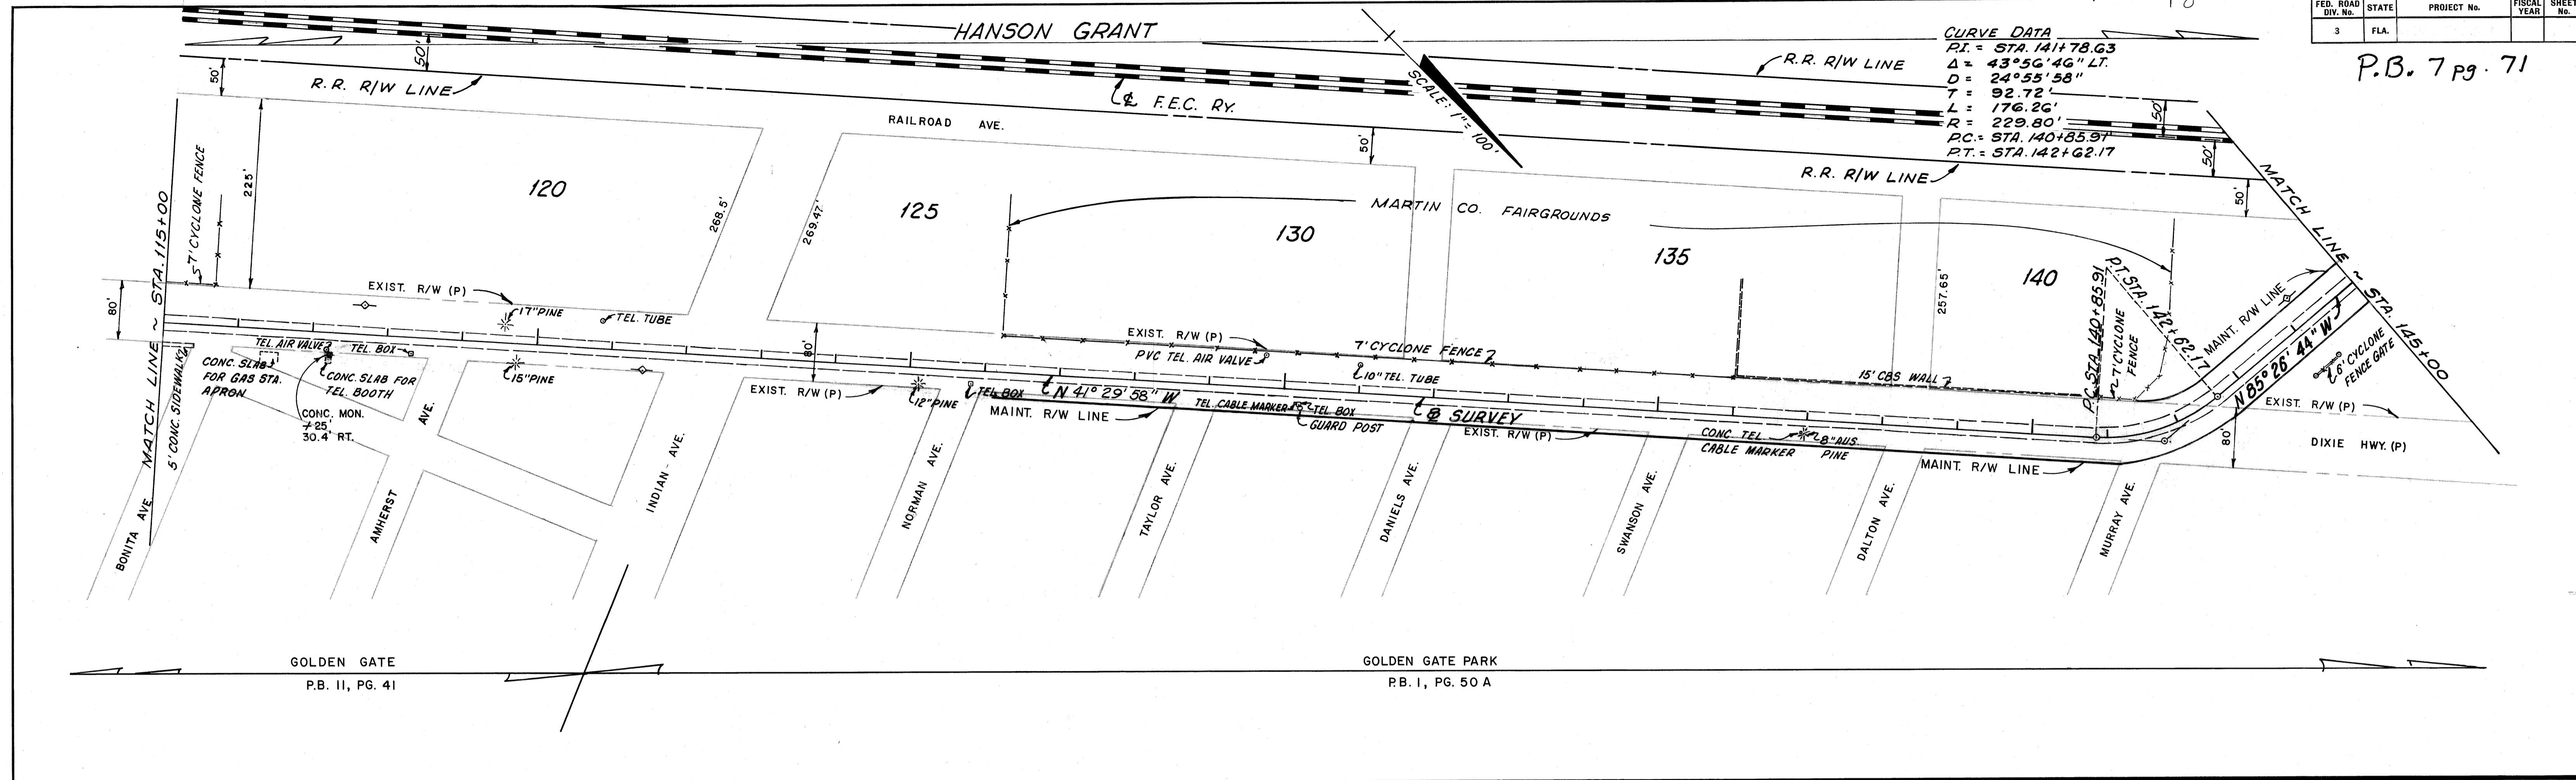 FED. ROAD DIV. No.
STATE
PROJECT No.
FISCAL YEAR
SHEET No.
3
FLA.
P.B. 7 pg. 71
HANSON GRANT
CURVE DATA
P.I. = STA. 141+78.63
Δ = 43°56'46" LT.
D = 24°55'58"
T = 92.72'
L = 176.26'
R = 229.80'
P.C. = STA. 140+85.91
P.T. = STA. 142+62.17
50'
50'
R.R. R/W LINE
℄ F.E.C. RY.
SCALE: 1" = 100'
R.R. R/W LINE
50'
50'
R.R. R/W LINE
50'
RAILROAD AVE.
50'
MATCH LINE ~ STA. 115+00
7' CYCLONE FENCE
225'
120
268.5'
269.47'
125
MARTIN CO. FAIRGROUNDS
130
135
257.65'
140
P.C. STA. 140+85.91
P.T. STA. 142+62.17
MATCH LINE ~ STA. 145+00
MAINT. R/W LINE
80'
EXIST. R/W (P)
17" PINE
TEL. TUBE
80'
EXIST. R/W (P)
PVC TEL. AIR VALVE
7' CYCLONE FENCE
10" TEL. TUBE
15' CBS WALL
7' CYCLONE FENCE
N 85° 26' 44" W
6' CYCLONE FENCE GATE
EXIST. R/W (P)
DIXIE HWY. (P)
80'
5' CONC. SIDEWALK
TEL. AIR VALVE
TEL. BOX
CONC. SLAB FOR GAS STA. APRON
CONC. SLAB FOR TEL. BOOTH
CONC. MON. +25' 30.4' RT.
15" PINE
EXIST. R/W (P)
12" PINE
TEL. BOX
N 41° 29' 58" W
MAINT. R/W LINE
TEL. CABLE MARKER
TEL. BOX
GUARD POST
℄ B SURVEY
EXIST. R/W (P)
CONC. TEL. CABLE MARKER
8" AUS. PINE
MAINT. R/W LINE
BONITA AVE.
AMHERST AVE.
INDIAN AVE.
NORMAN AVE.
TAYLOR AVE.
DANIELS AVE.
SWANSON AVE.
DALTON AVE.
MURRAY AVE.
GOLDEN GATE
P.B. 11, PG. 41
GOLDEN GATE PARK
P.B. 1, PG. 50 A